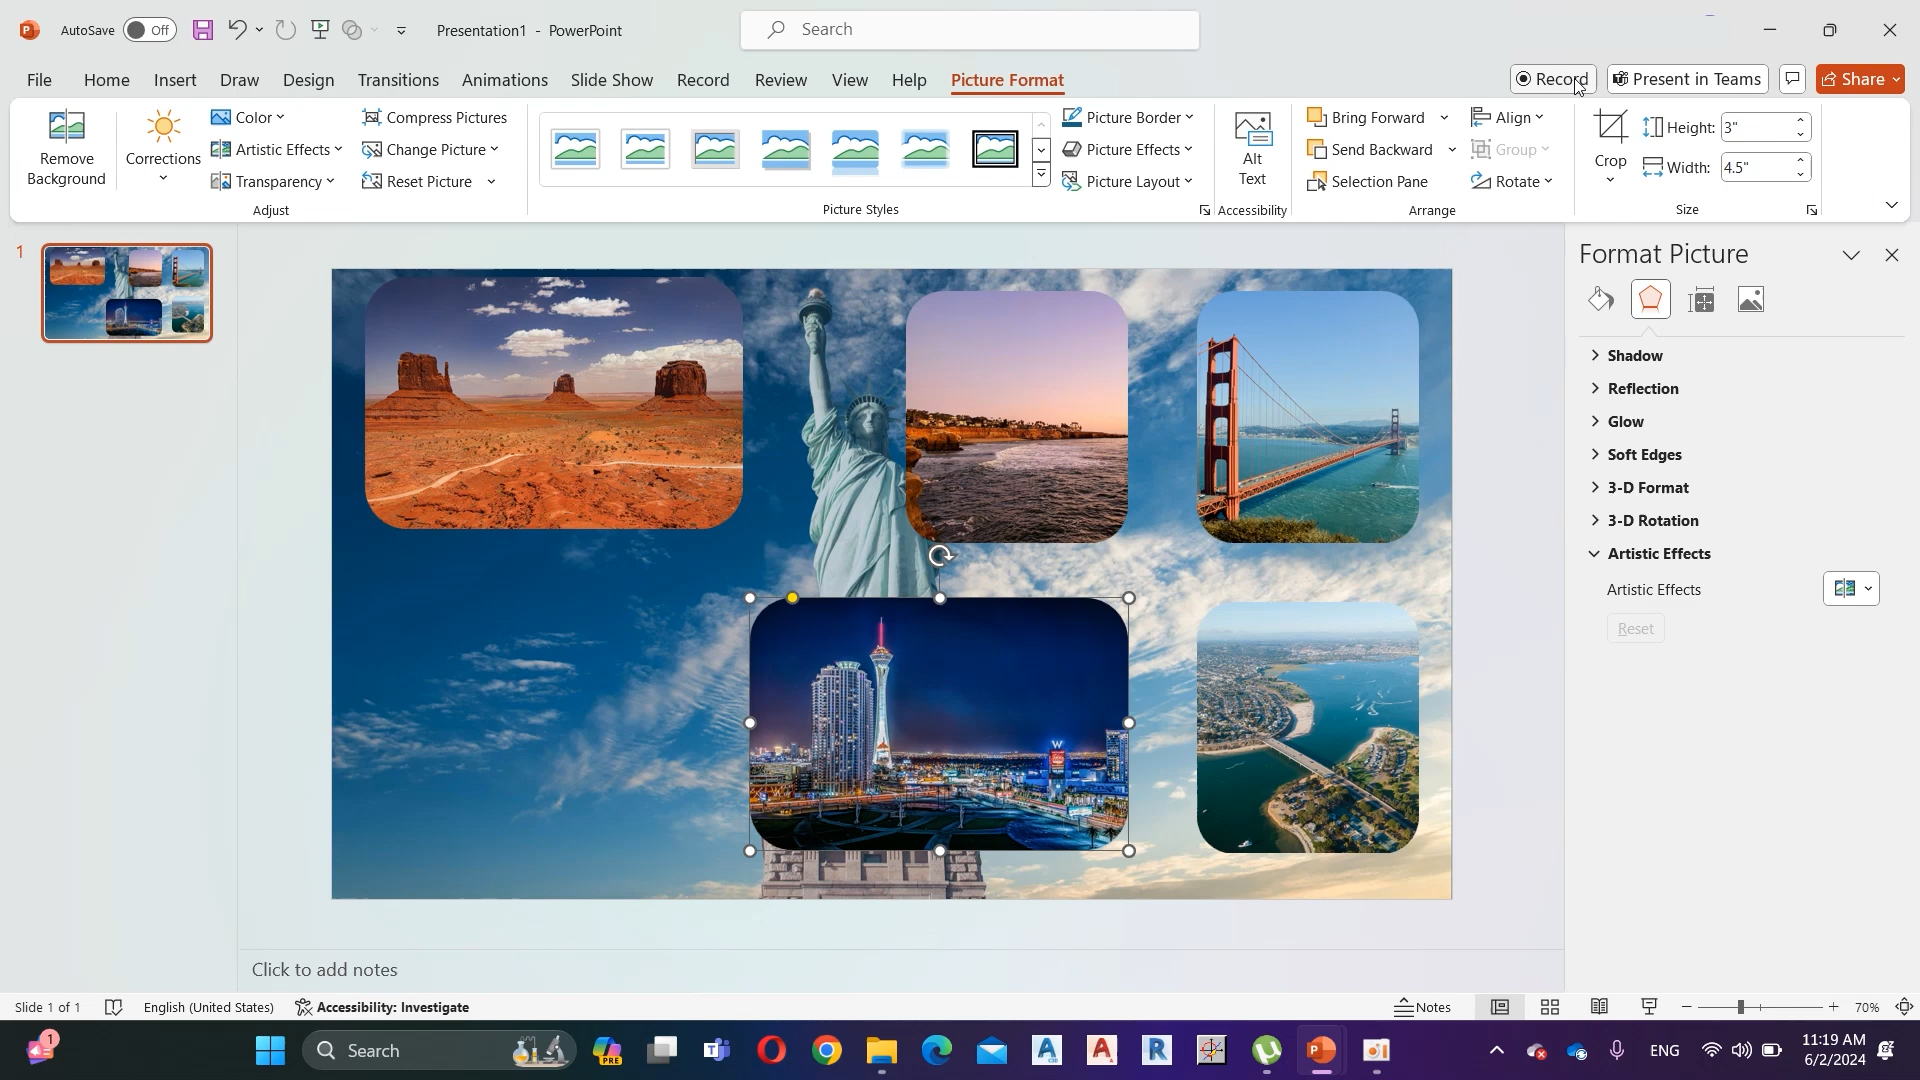 AutoSave Off Presentation1 - PowerPoint Search
File Home Insert Draw Design Transitions Animations Slide Show Record Review View Help Picture Format Record Present in Teams Share
Remove Background
Corrections
Color
Artistic Effects
Transparency
Compress Pictures
Change Picture
Reset Picture
Adjust
Picture Styles
Picture Border
Picture Effects
Picture Layout
Alt Text
Accessibility
Bring Forward
Send Backward
Selection Pane
Align
Group
Rotate
Arrange
Crop
Height: 3"
Width: 4.5"
Size
1
Format Picture
Shadow
Reflection
Glow
Soft Edges
3-D Format
3-D Rotation
Artistic Effects
Artistic Effects
Reset
W
Click to add notes
Slide 1 of 1 English (United States) Accessibility: Investigate Notes 70%
1 Search PRE ENG 11:19 AM
6/2/2024